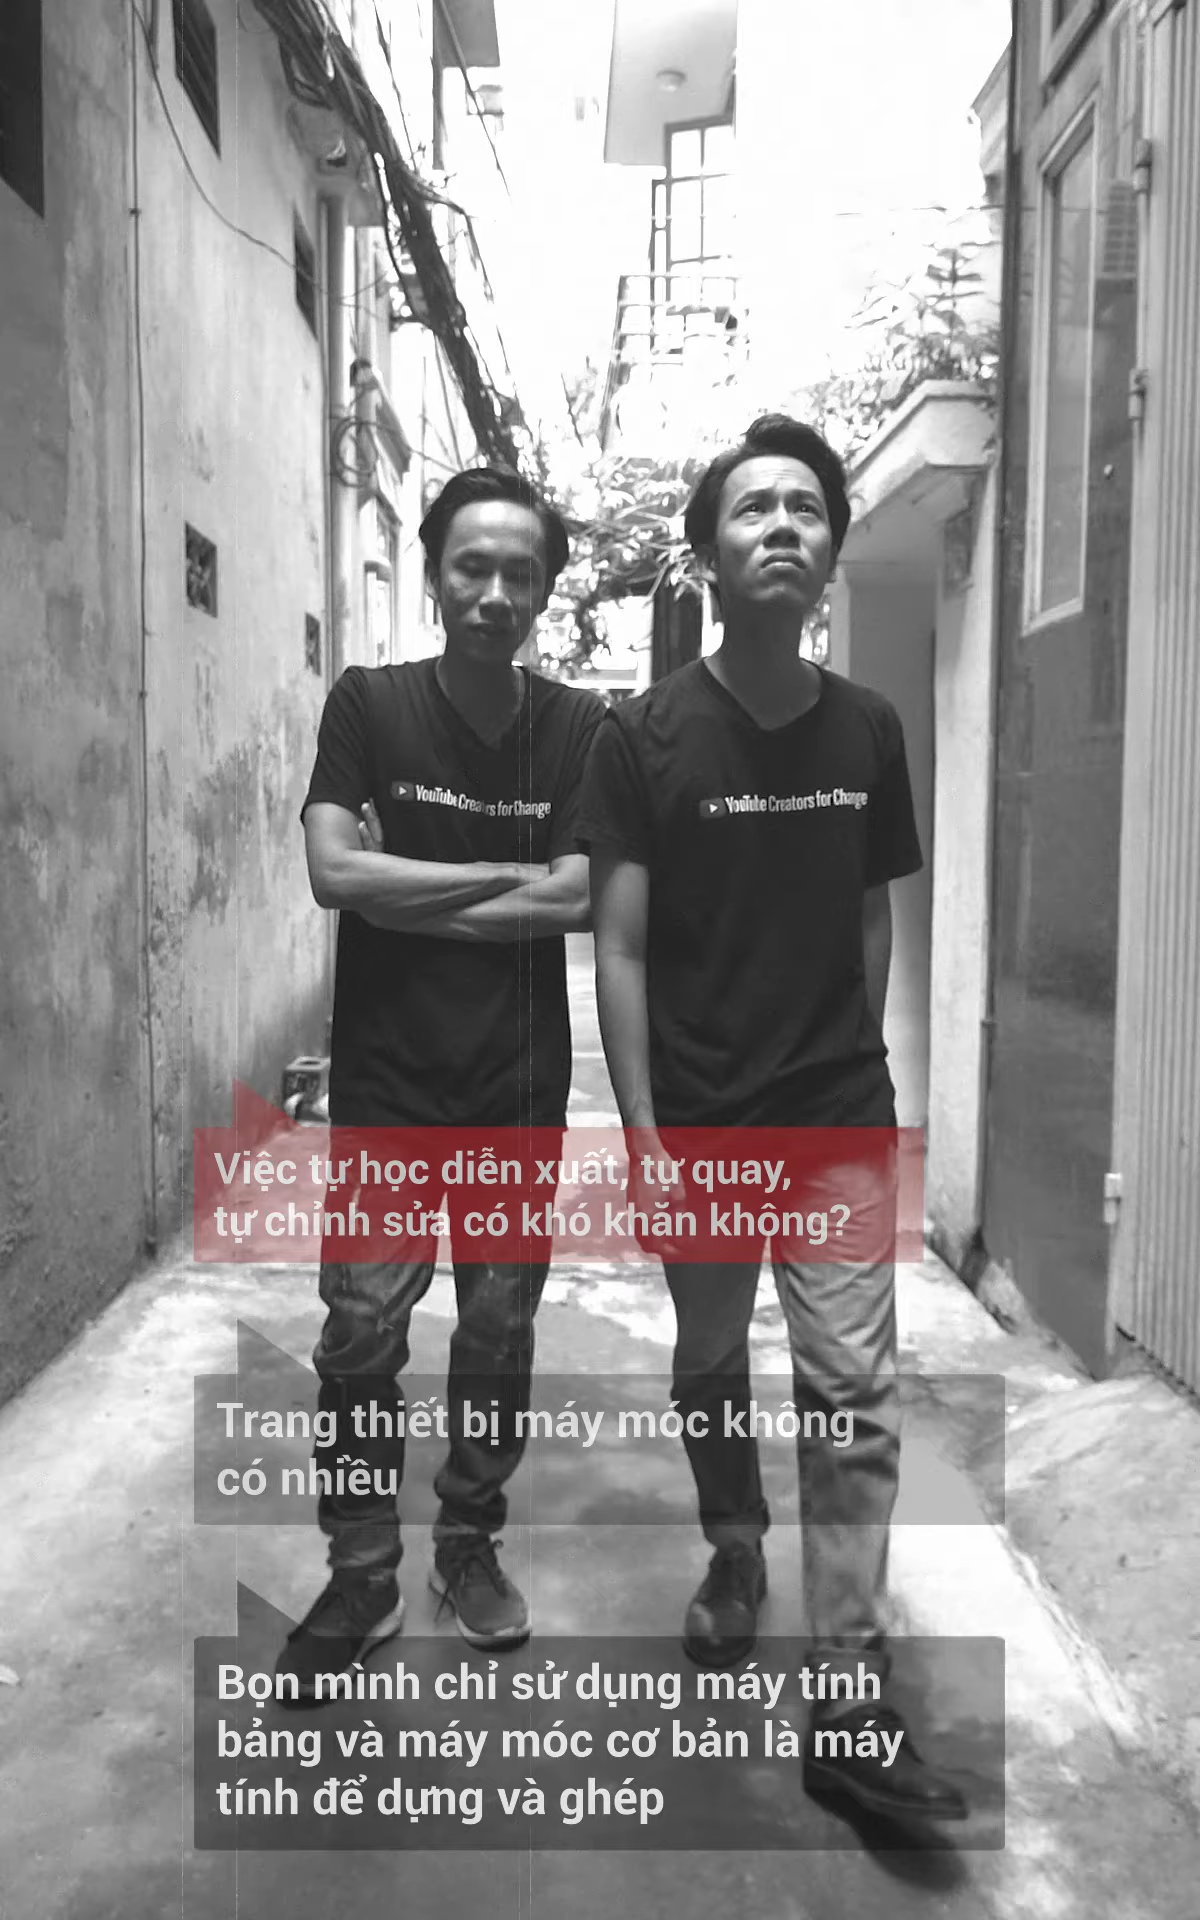 YouTube Creators for Change
YouTube Creators for Change
Việc tự học diễn xuất, tự quay,
tự chỉnh sửa có khó khăn không?
Trang thiết bị máy móc không
có nhiều
Bọn mình chỉ sử dụng máy tính
bảng và máy móc cơ bản là máy
tính để dựng và ghép